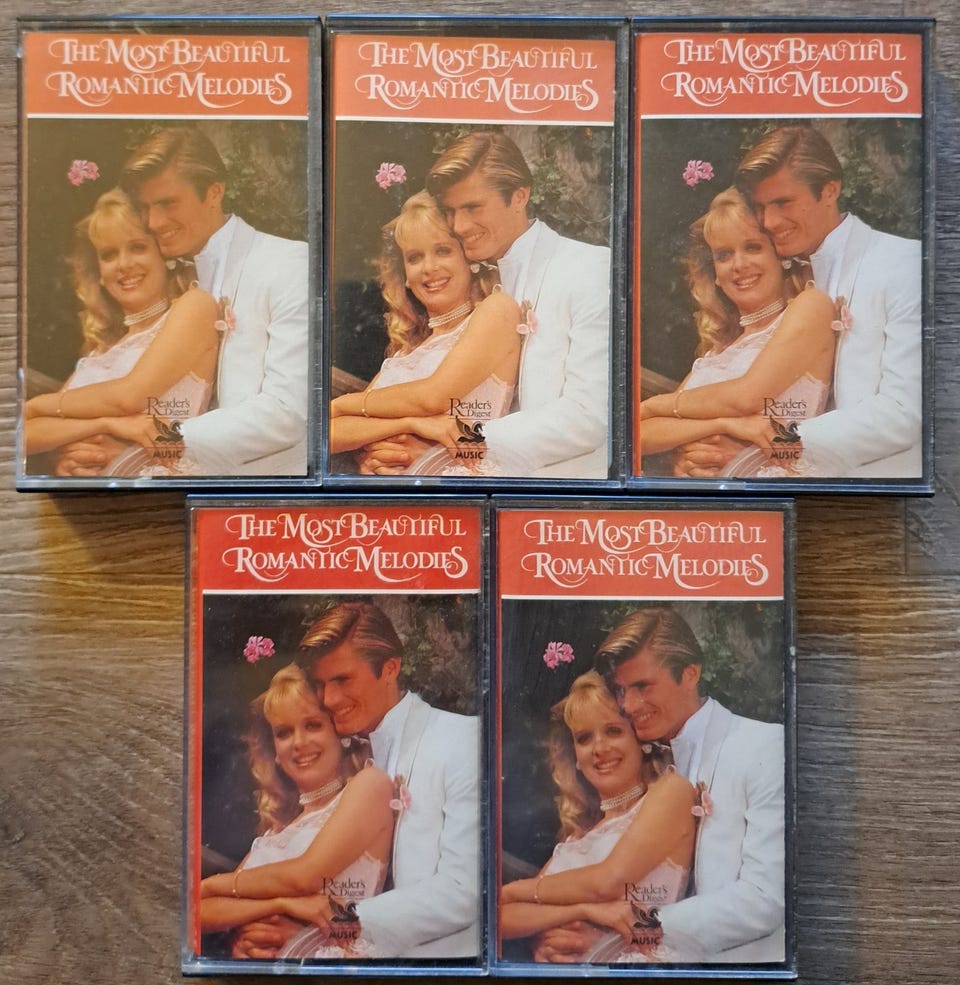 The Most Beautiful
Romantic Melodies
Reader's
Digest
MUSIC
The Most Beautiful
Romantic Melodies
Reader's
Digest
MUSIC
The Most Beautiful
Romantic Melodies
Reader's
Digest
MUSIC
The Most Beautiful
Romantic Melodies
Reader's
Digest
MUSIC
The Most Beautiful
Romantic Melodies
Reader's
Digest
MUSIC